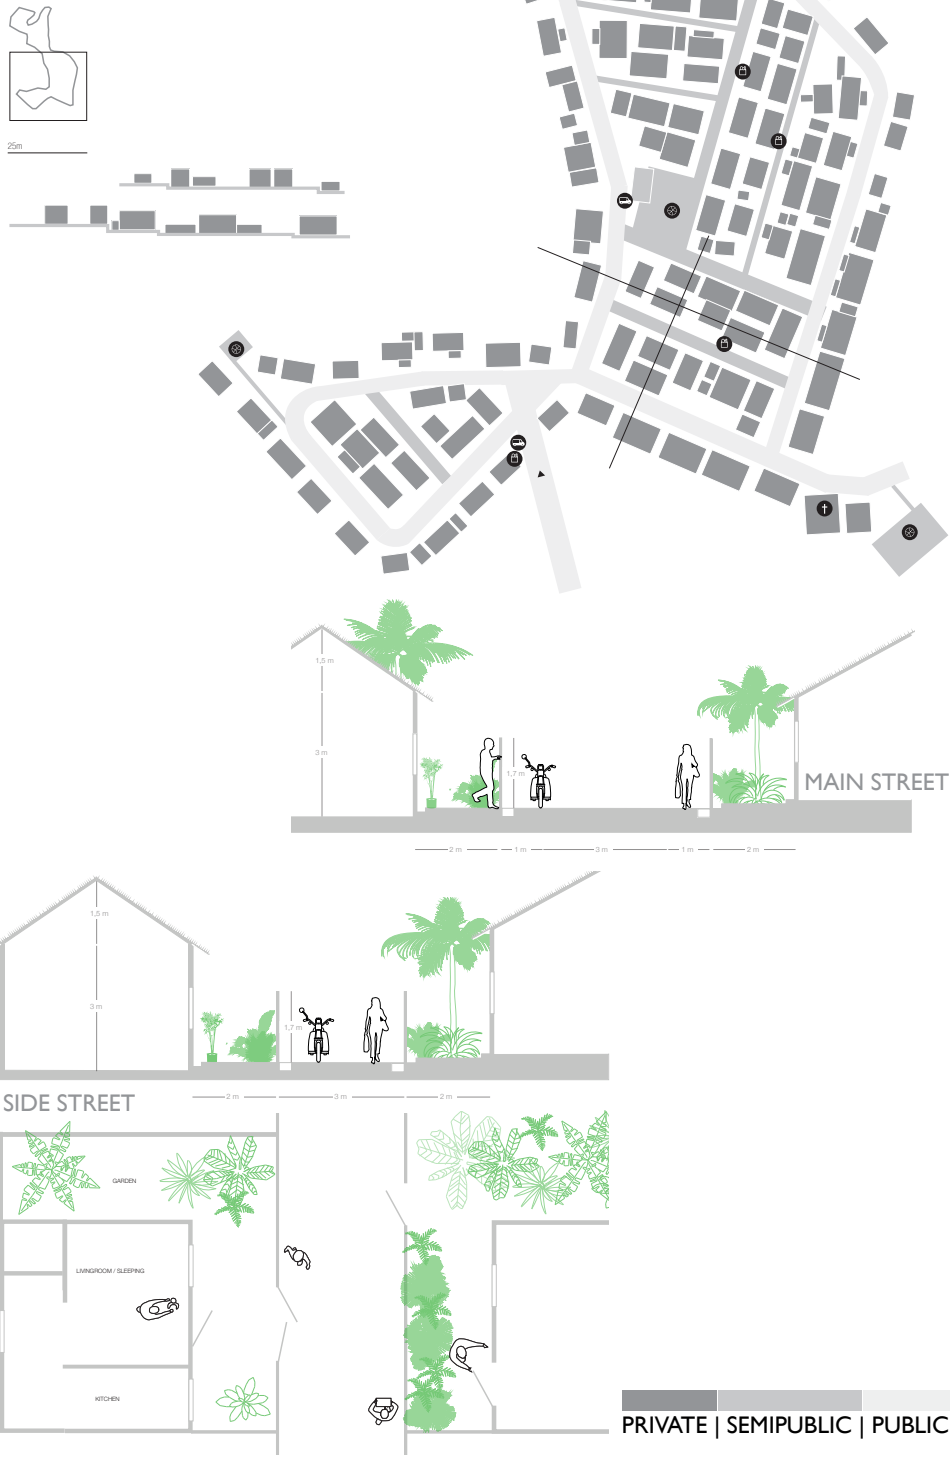 25m
1,5 m
3 m
1,7 m
MAIN STREET
2 m 1 m 3 m 1 m 2 m
1,5 m
3 m
1,7 m
SIDE STREET
2 m 3 m 2 m
GARDEN
LIVINGROOM / SLEEPING
KITCHEN
PRIVATE | SEMIPUBLIC | PUBLIC